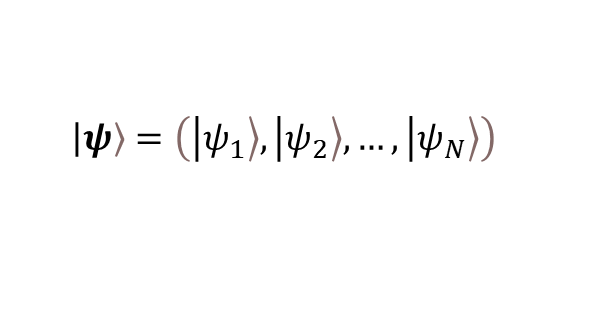 |𝝍⟩ = (|ψ₁⟩, |ψ₂⟩, … , |ψ_N⟩)